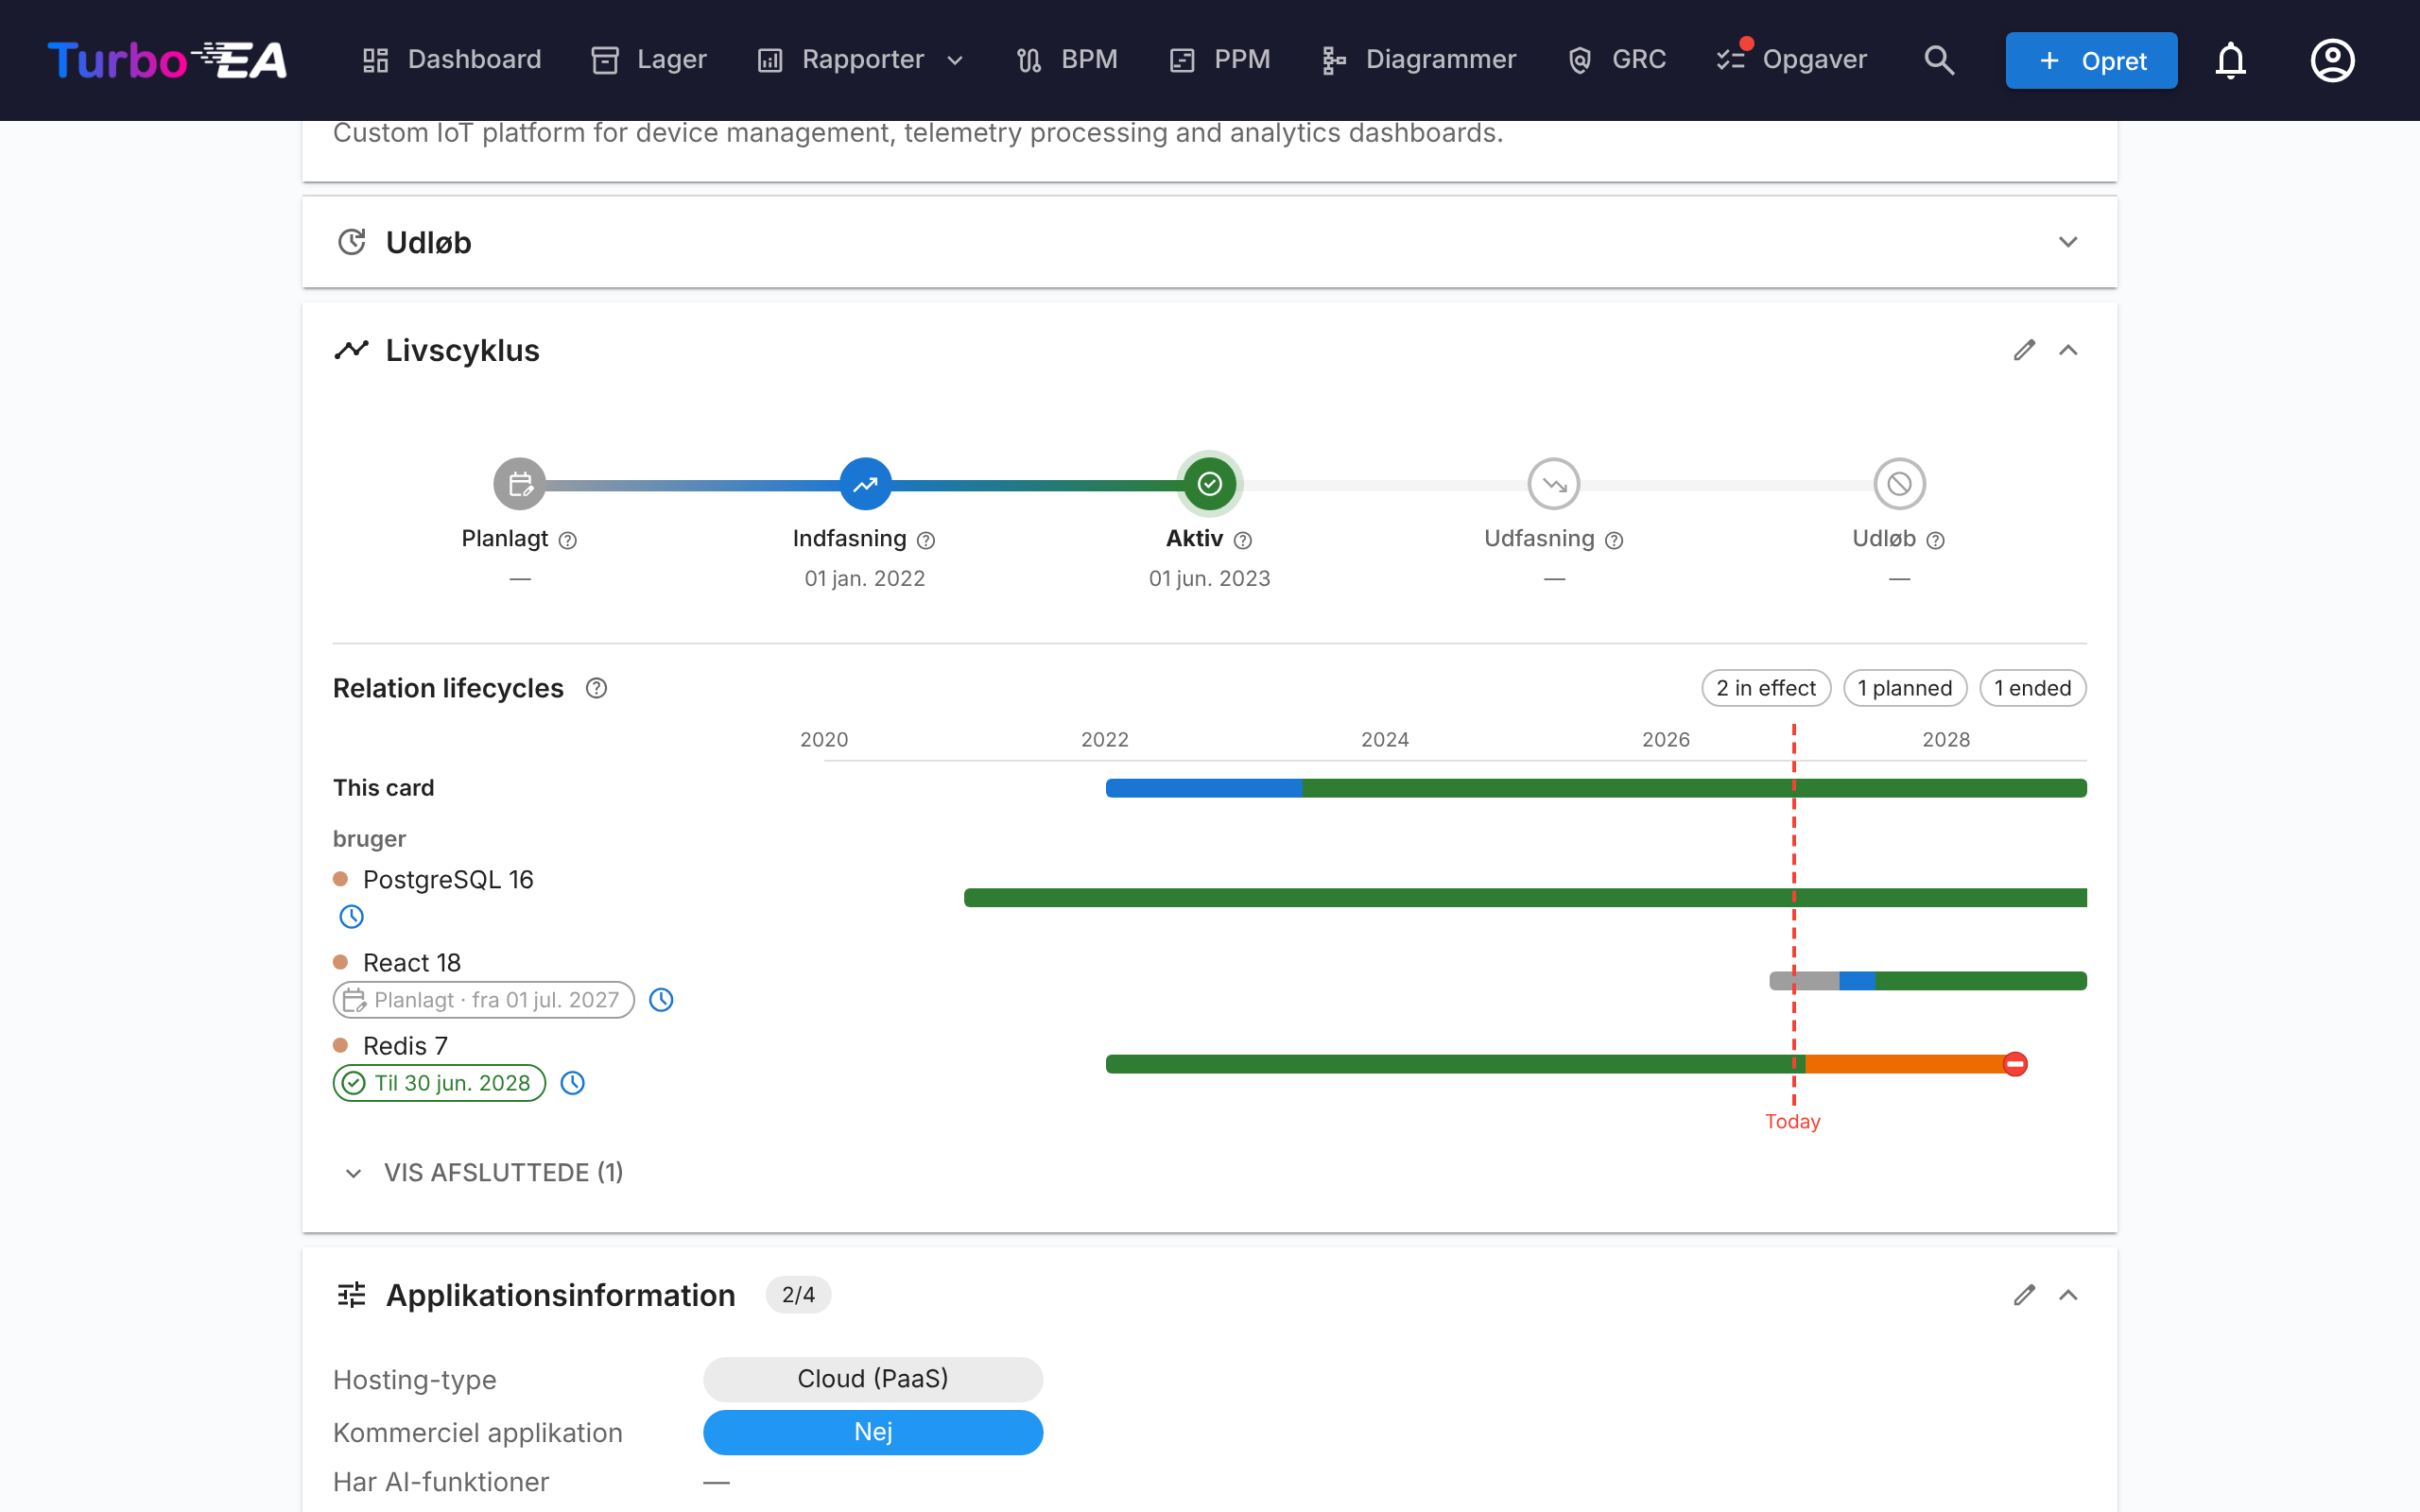 Turbo EA
Dashboard
Lager
Rapporter
BPM
PPM
Diagrammer
GRC
Opgaver
+ Opret
Custom IoT platform for device management, telemetry processing and analytics dashboards.
Udløb
Livscyklus
Planlagt
Indfasning
Aktiv
Udfasning
Udløb
—
01 jan. 2022
01 jun. 2023
—
—
Relation lifecycles
2 in effect
1 planned
1 ended
2020
2022
2024
2026
2028
This card
bruger
PostgreSQL 16
React 18
Planlagt · fra 01 jul. 2027
Redis 7
Til 30 jun. 2028
Today
VIS AFSLUTTEDE (1)
Applikationsinformation
2/4
Hosting-type
Cloud (PaaS)
Kommerciel applikation
Nej
Har AI-funktioner
—